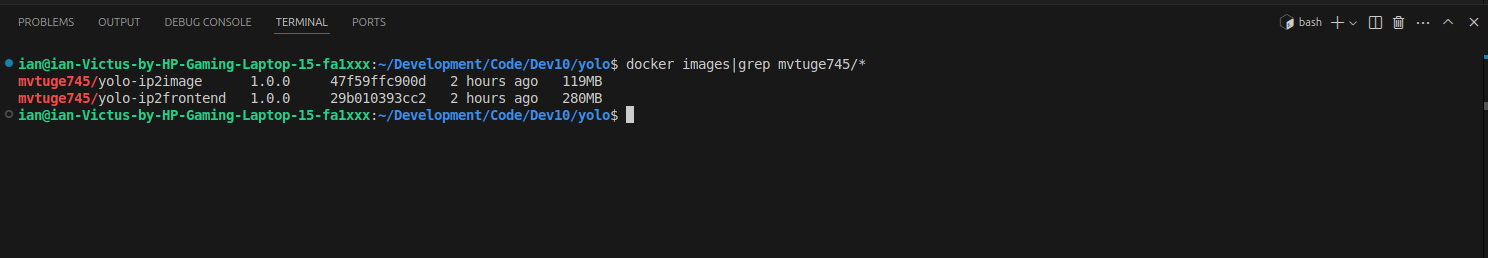 PROBLEMS OUTPUT DEBUG CONSOLE TERMINAL PORTS bash
ian@ian-Victus-by-HP-Gaming-Laptop-15-fa1xxx:~/Development/Code/Dev10/yolo$ docker images|grep mvtuge745/*
mvtuge745/yolo-ip2image 1.0.0 47f59ffc900d 2 hours ago 119MB
mvtuge745/yolo-ip2frontend 1.0.0 29b010393cc2 2 hours ago 280MB
ian@ian-Victus-by-HP-Gaming-Laptop-15-fa1xxx:~/Development/Code/Dev10/yolo$